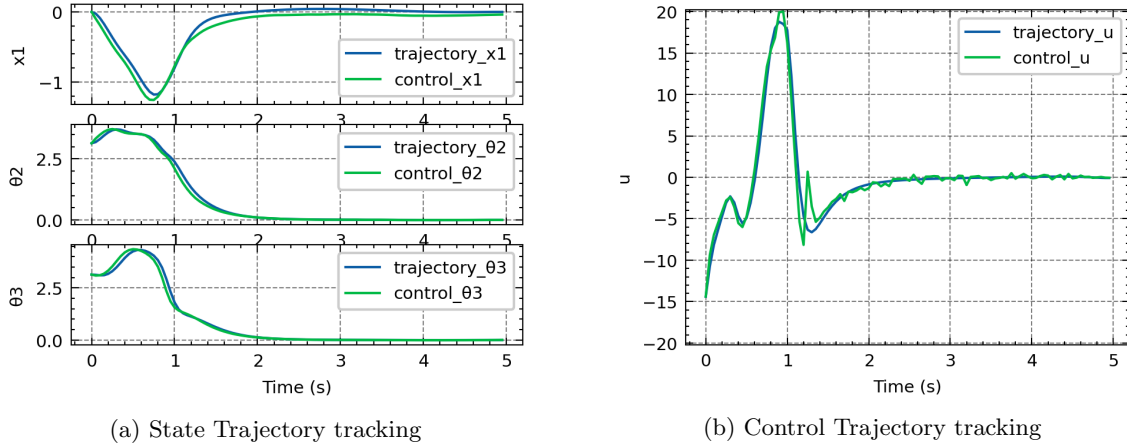 0
−1
x1
trajectory_x1
control_x1
0 1 2 3 4 5
2.5
0.0
θ2
trajectory_θ2
control_θ2
0 1 2 3 4 5
2.5
0.0
θ3
trajectory_θ3
control_θ3
0 1 2 3 4 5
Time (s)
(a) State Trajectory tracking
20
15
10
5
0
−5
−10
−15
−20
u
trajectory_u
control_u
0 1 2 3 4 5
Time (s)
(b) Control Trajectory tracking